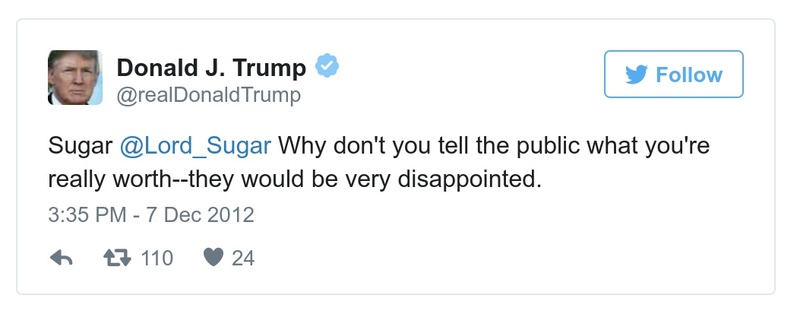 Donald J. Trump
@realDonaldTrump
Follow
Sugar @Lord_Sugar Why don't you tell the public what you're
really worth--they would be very disappointed.
3:35 PM - 7 Dec 2012
110 24